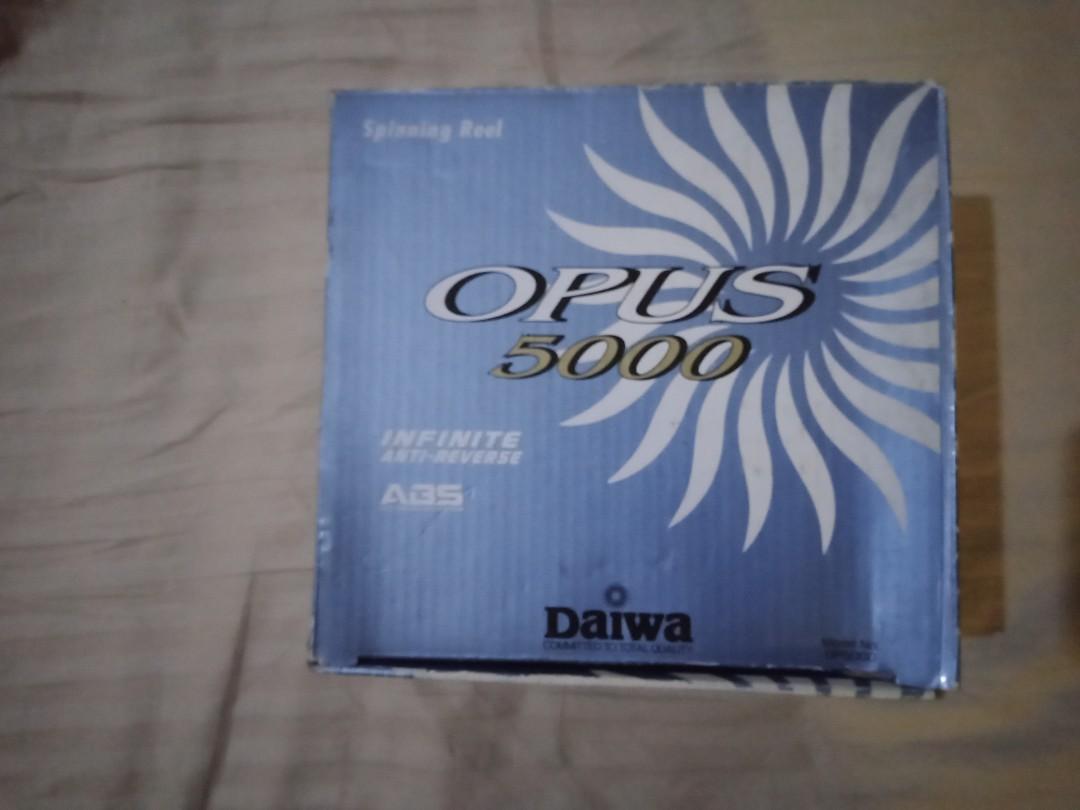 Spinning Reel
OPUS
5000
INFINITE
ANTI-REVERSE
ABS
Daiwa
COMMITTED TO TOTAL QUALITY